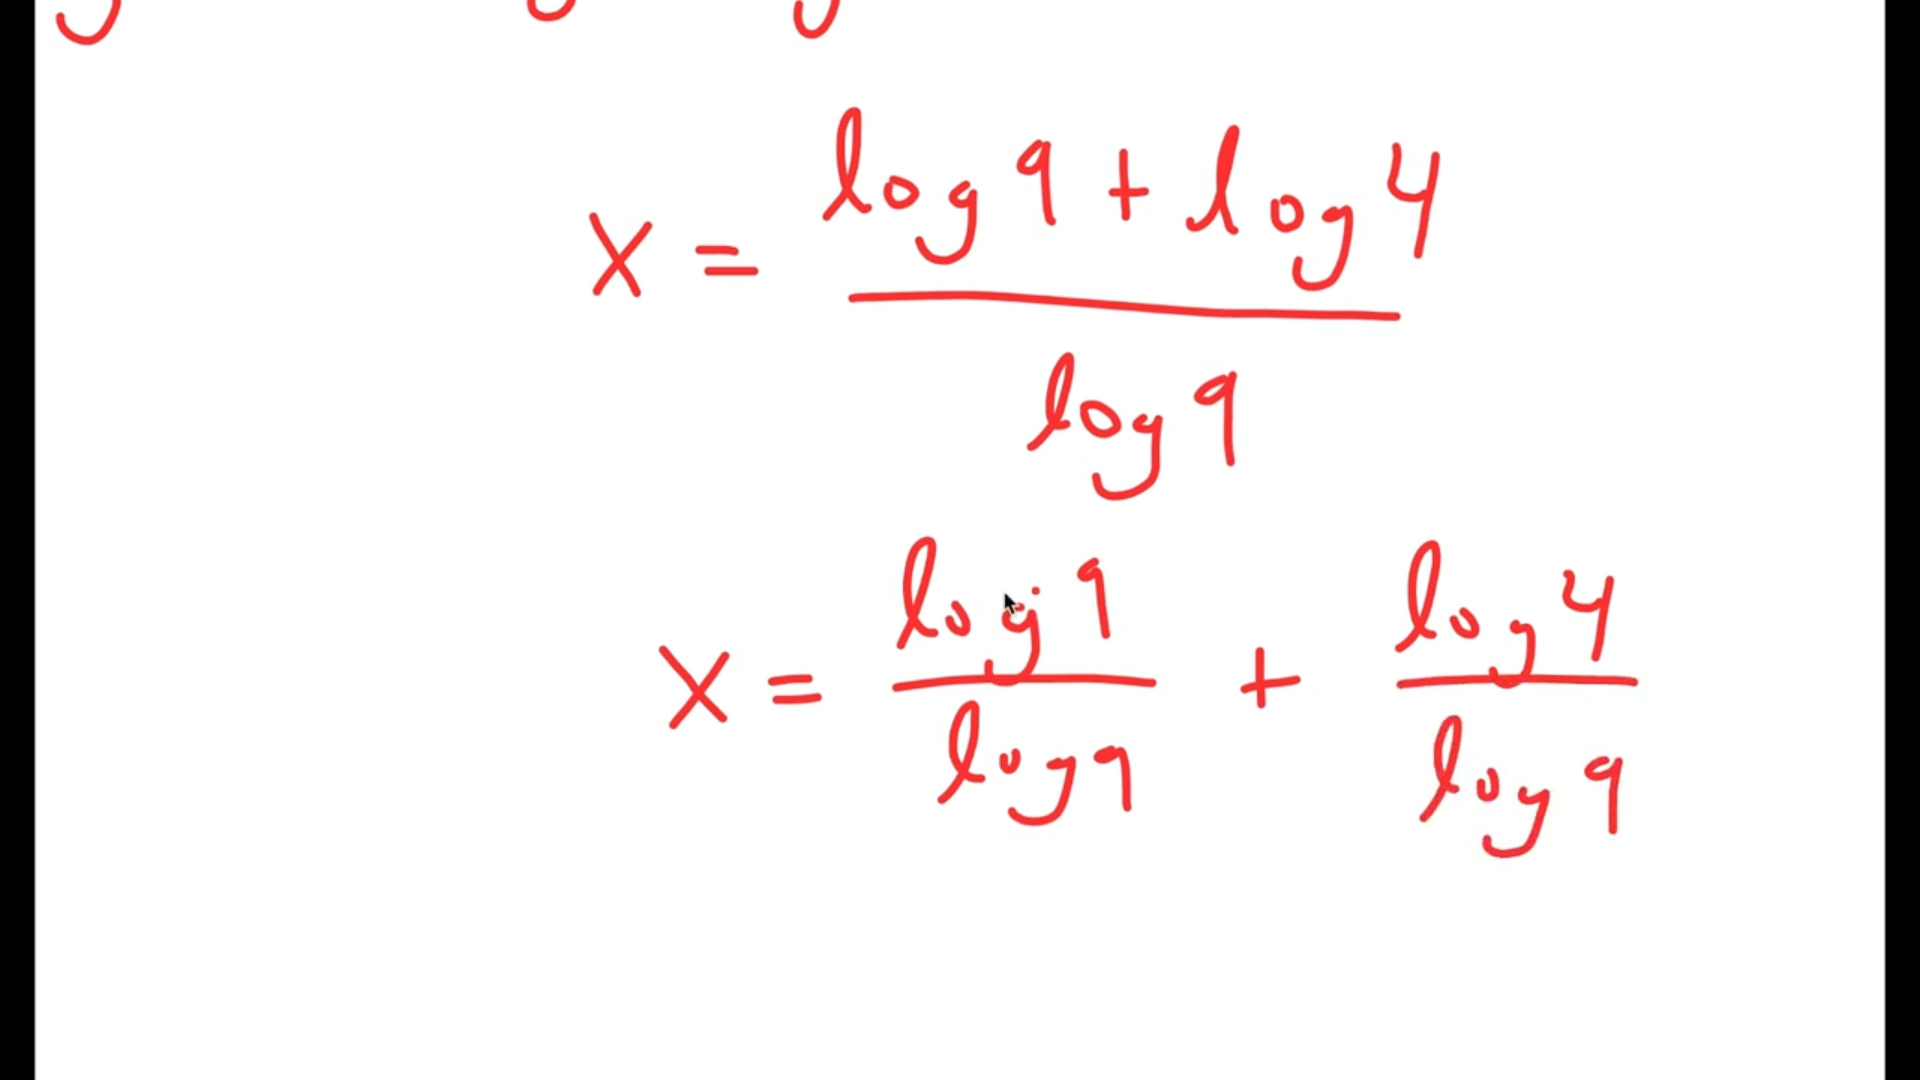 x = (log 9 + log 4) / log 9
x = log 9 / log 9 + log 4 / log 9